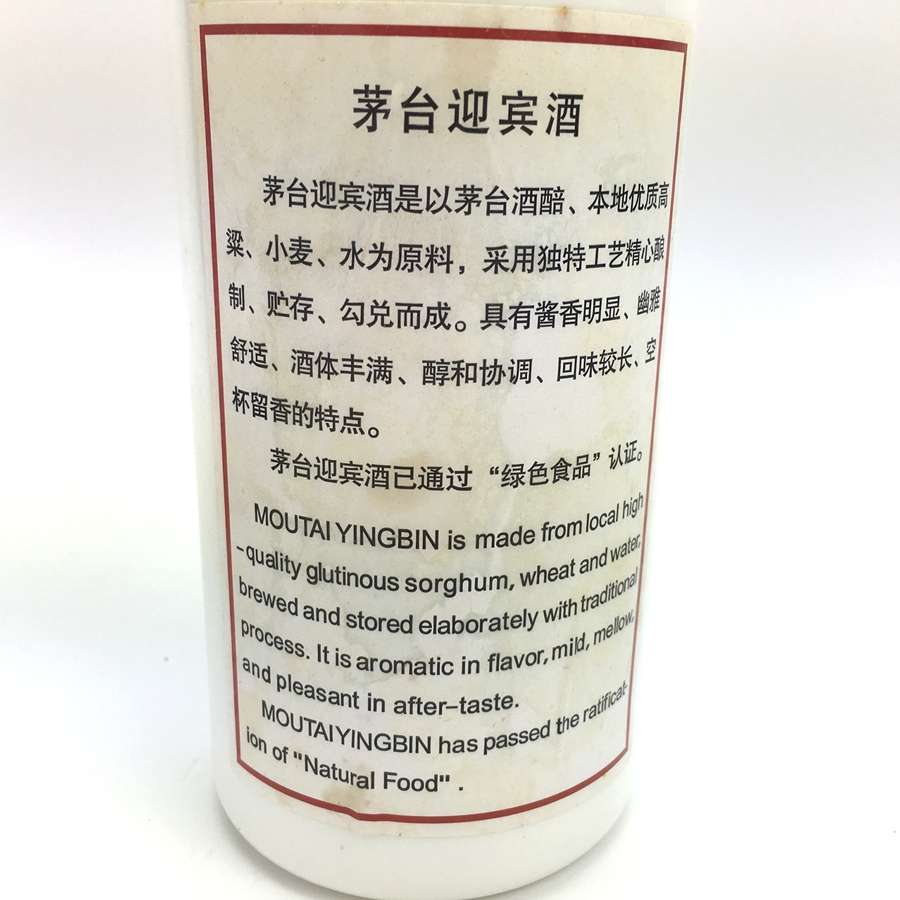 茅台迎宾酒
茅台迎宾酒是以茅台酒醅、本地优质高
粱、小麦、水为原料，采用独特工艺精心酿
制、贮存、勾兑而成。具有酱香明显、幽雅
舒适、酒体丰满、醇和协调、回味较长、空
杯留香的特点。
茅台迎宾酒已通过“绿色食品”认证。
MOUTAI YINGBIN is made from local high
-quality glutinous sorghum, wheat and water,
brewed and stored elaborately with traditional
process. It is aromatic in flavor, mild, mellow,
and pleasant in after-taste.
MOUTAIYINGBIN has passed the ratificat-
ion of "Natural Food" .